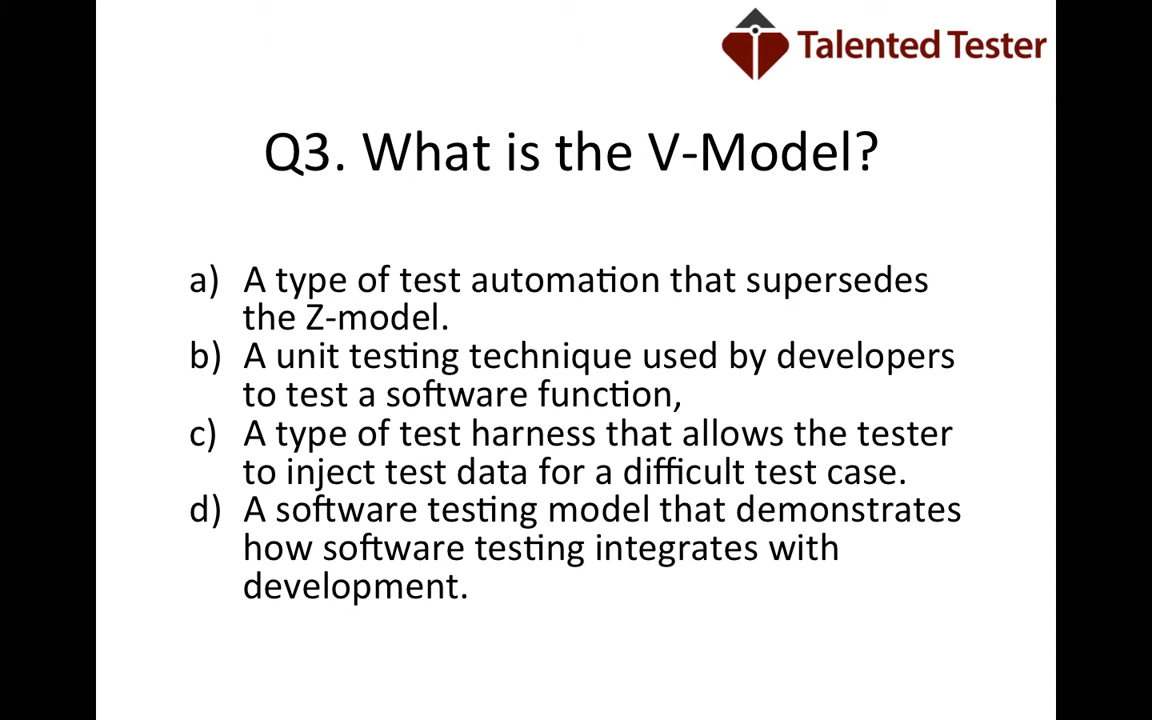 Talented Tester
Q3. What is the V-Model?
a) A type of test automation that supersedes
the Z-model.
b) A unit testing technique used by developers
to test a software function,
c) A type of test harness that allows the tester
to inject test data for a difficult test case.
d) A software testing model that demonstrates
how software testing integrates with
development.